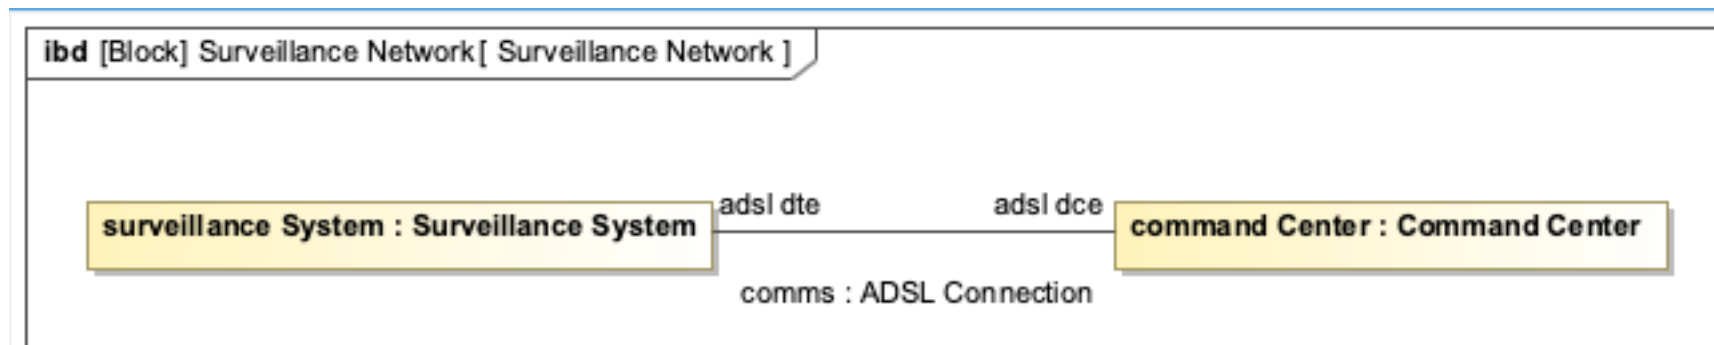 ibd [Block] Surveillance Network[ Surveillance Network ]
adsl dte adsl dce
surveillance System : Surveillance System command Center : Command Center
comms : ADSL Connection